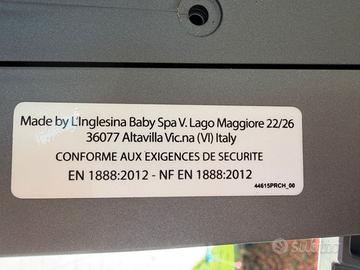 Made by L'Inglesina Baby Spa V. Lago Maggiore 22/26
36077 Altavilla Vic.na (VI) Italy
CONFORME AUX EXIGENCES DE SECURITE
EN 1888:2012 - NF EN 1888:2012
44615PRCH_00
Subito